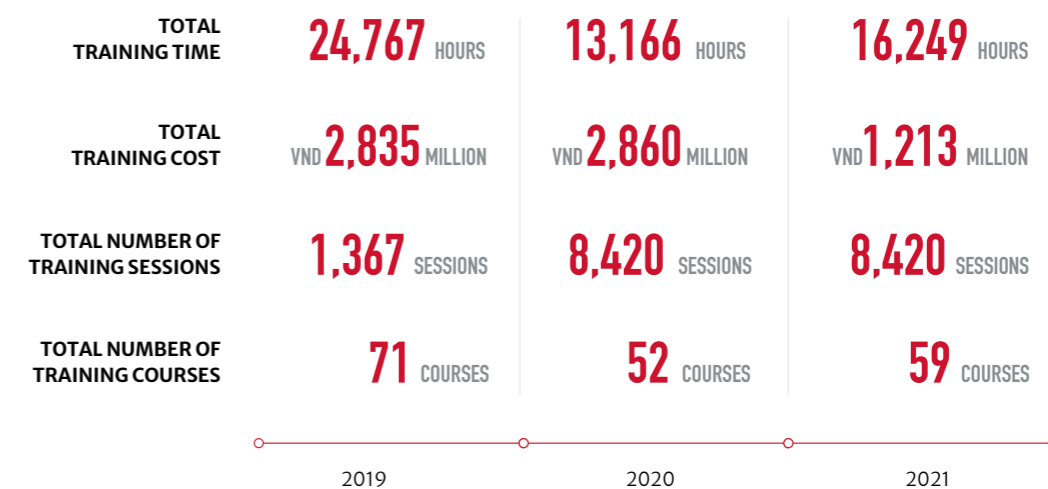 TOTAL
TRAINING TIME
24,767 HOURS
13,166 HOURS
16,249 HOURS
TOTAL
TRAINING COST
VND 2,835 MILLION
VND 2,860 MILLION
VND 1,213 MILLION
TOTAL NUMBER OF
TRAINING SESSIONS
1,367 SESSIONS
8,420 SESSIONS
8,420 SESSIONS
TOTAL NUMBER OF
TRAINING COURSES
71 COURSES
52 COURSES
59 COURSES
2019
2020
2021